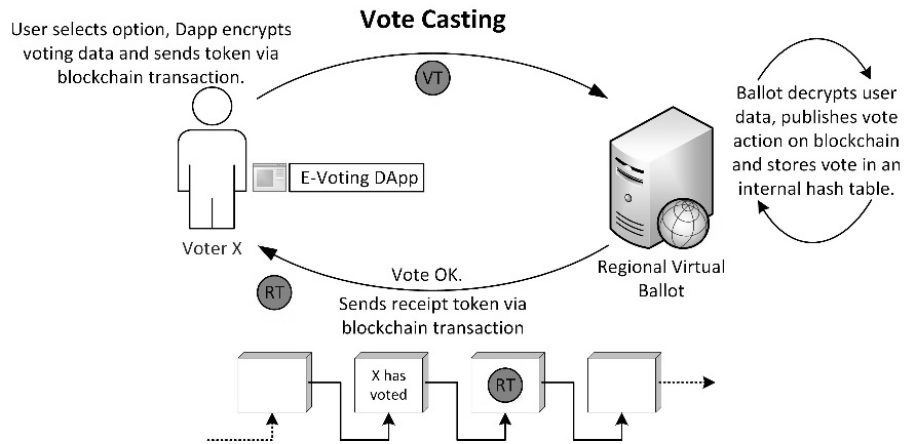 Vote Casting
User selects option, Dapp encrypts
voting data and sends token via
blockchain transaction.
VT
Ballot decrypts user
data, publishes vote
action on blockchain
and stores vote in an
internal hash table.
E-Voting DApp
Voter X
Regional Virtual
Ballot
RT
Vote OK.
Sends receipt token via
blockchain transaction
X has
voted
RT